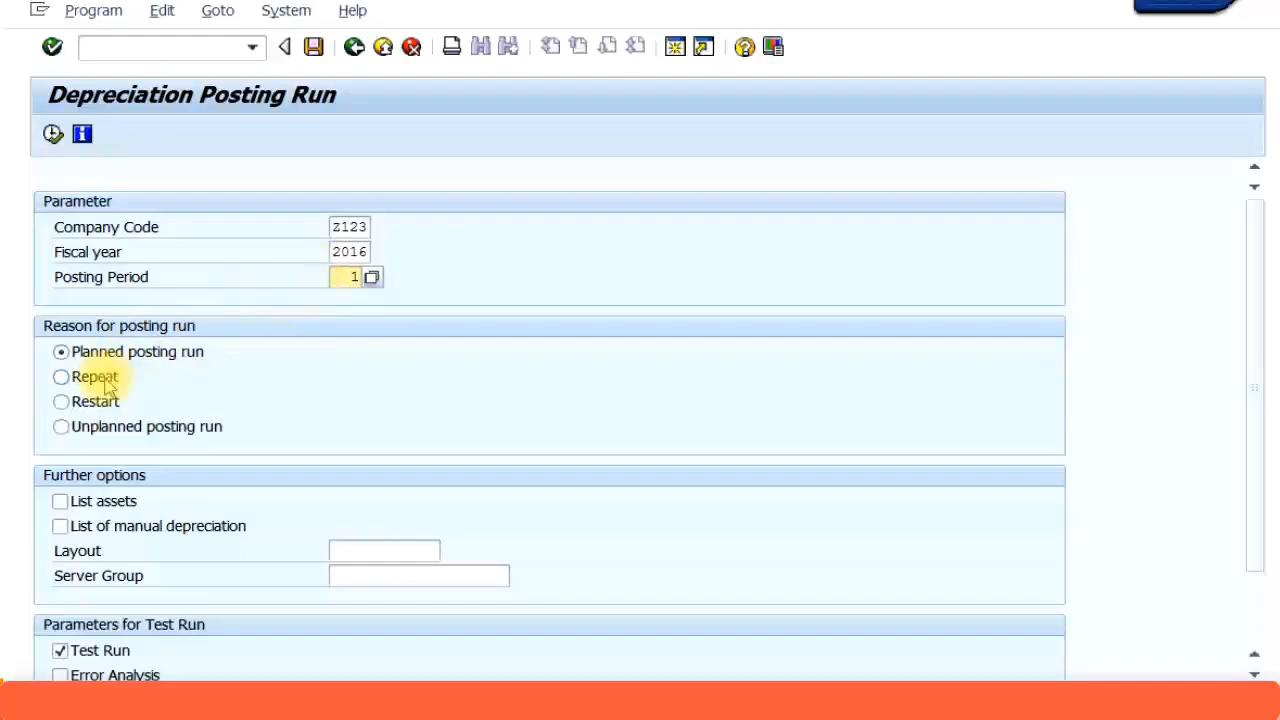 Program Edit Goto System Help
Depreciation Posting Run
Parameter
Company Code Z123
Fiscal year 2016
Posting Period 1
Reason for posting run
Planned posting run
Repeat
Restart
Unplanned posting run
Further options
List assets
List of manual depreciation
Layout
Server Group
Parameters for Test Run
Test Run
Error Analysis